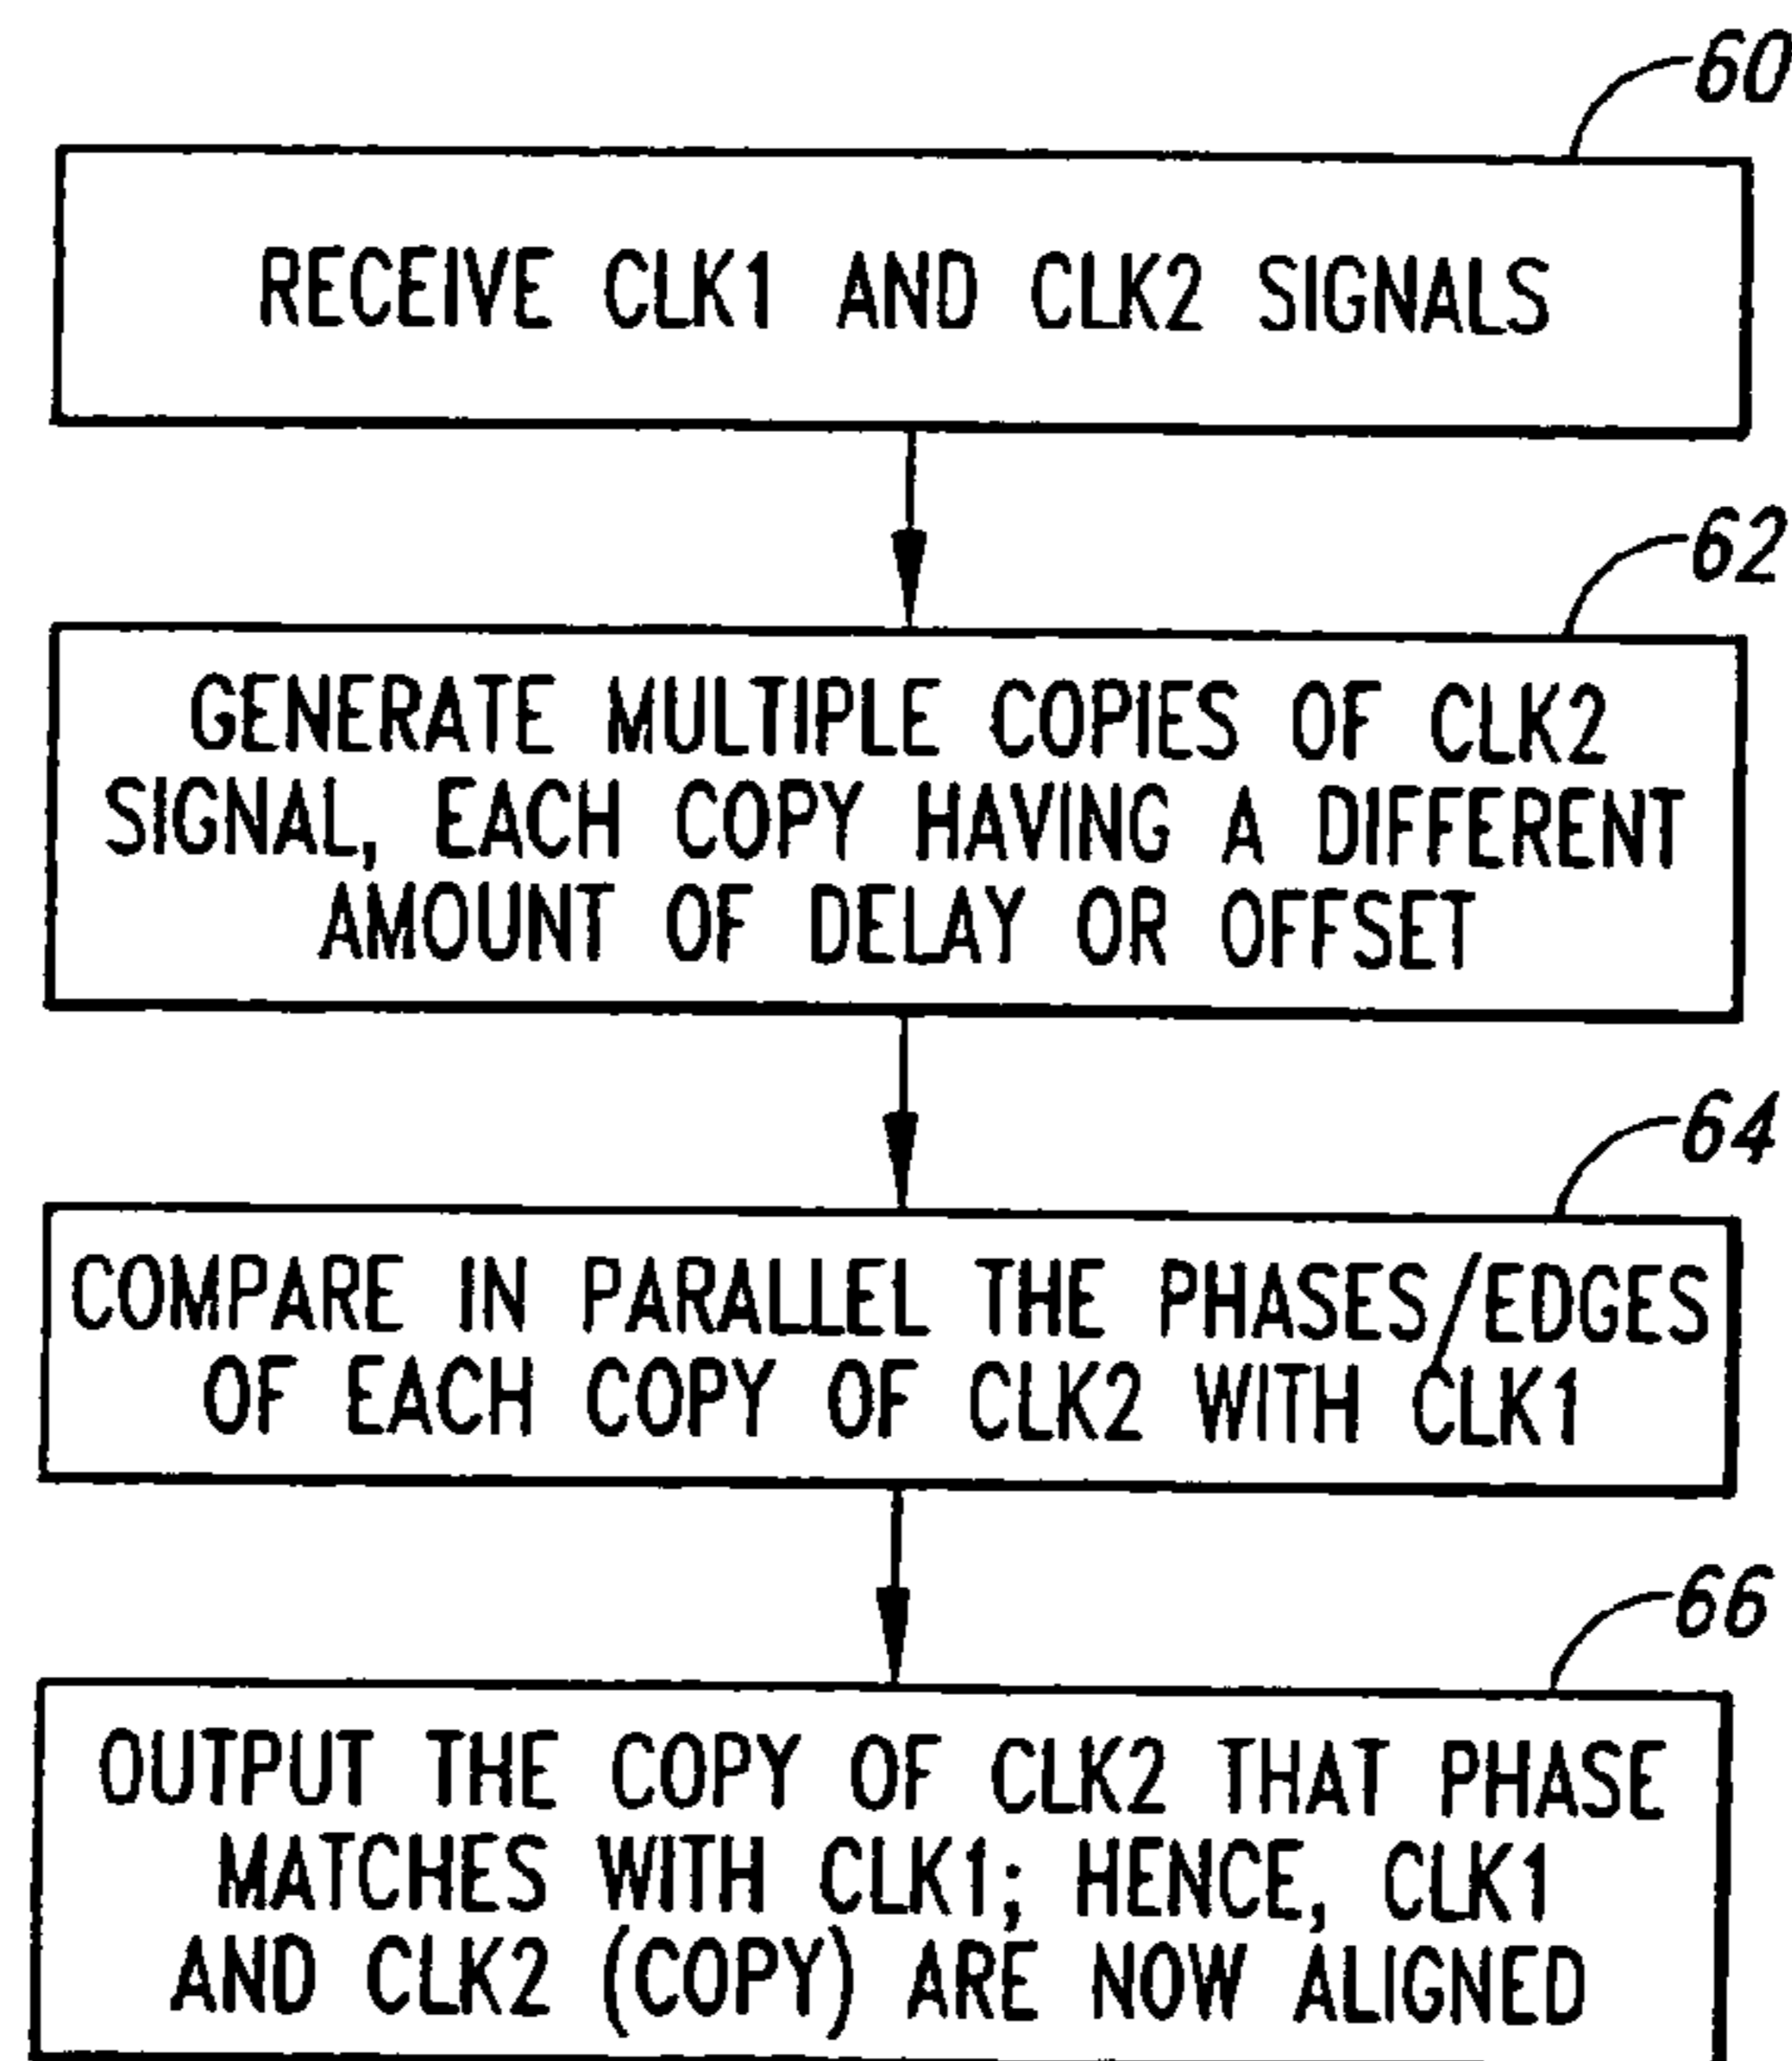 60
RECEIVE CLK1 AND CLK2 SIGNALS
62
GENERATE MULTIPLE COPIES OF CLK2
SIGNAL, EACH COPY HAVING A DIFFERENT
AMOUNT OF DELAY OR OFFSET
64
COMPARE IN PARALLEL THE PHASES/EDGES
OF EACH COPY OF CLK2 WITH CLK1
66
OUTPUT THE COPY OF CLK2 THAT PHASE
MATCHES WITH CLK1; HENCE, CLK1
AND CLK2 (COPY) ARE NOW ALIGNED